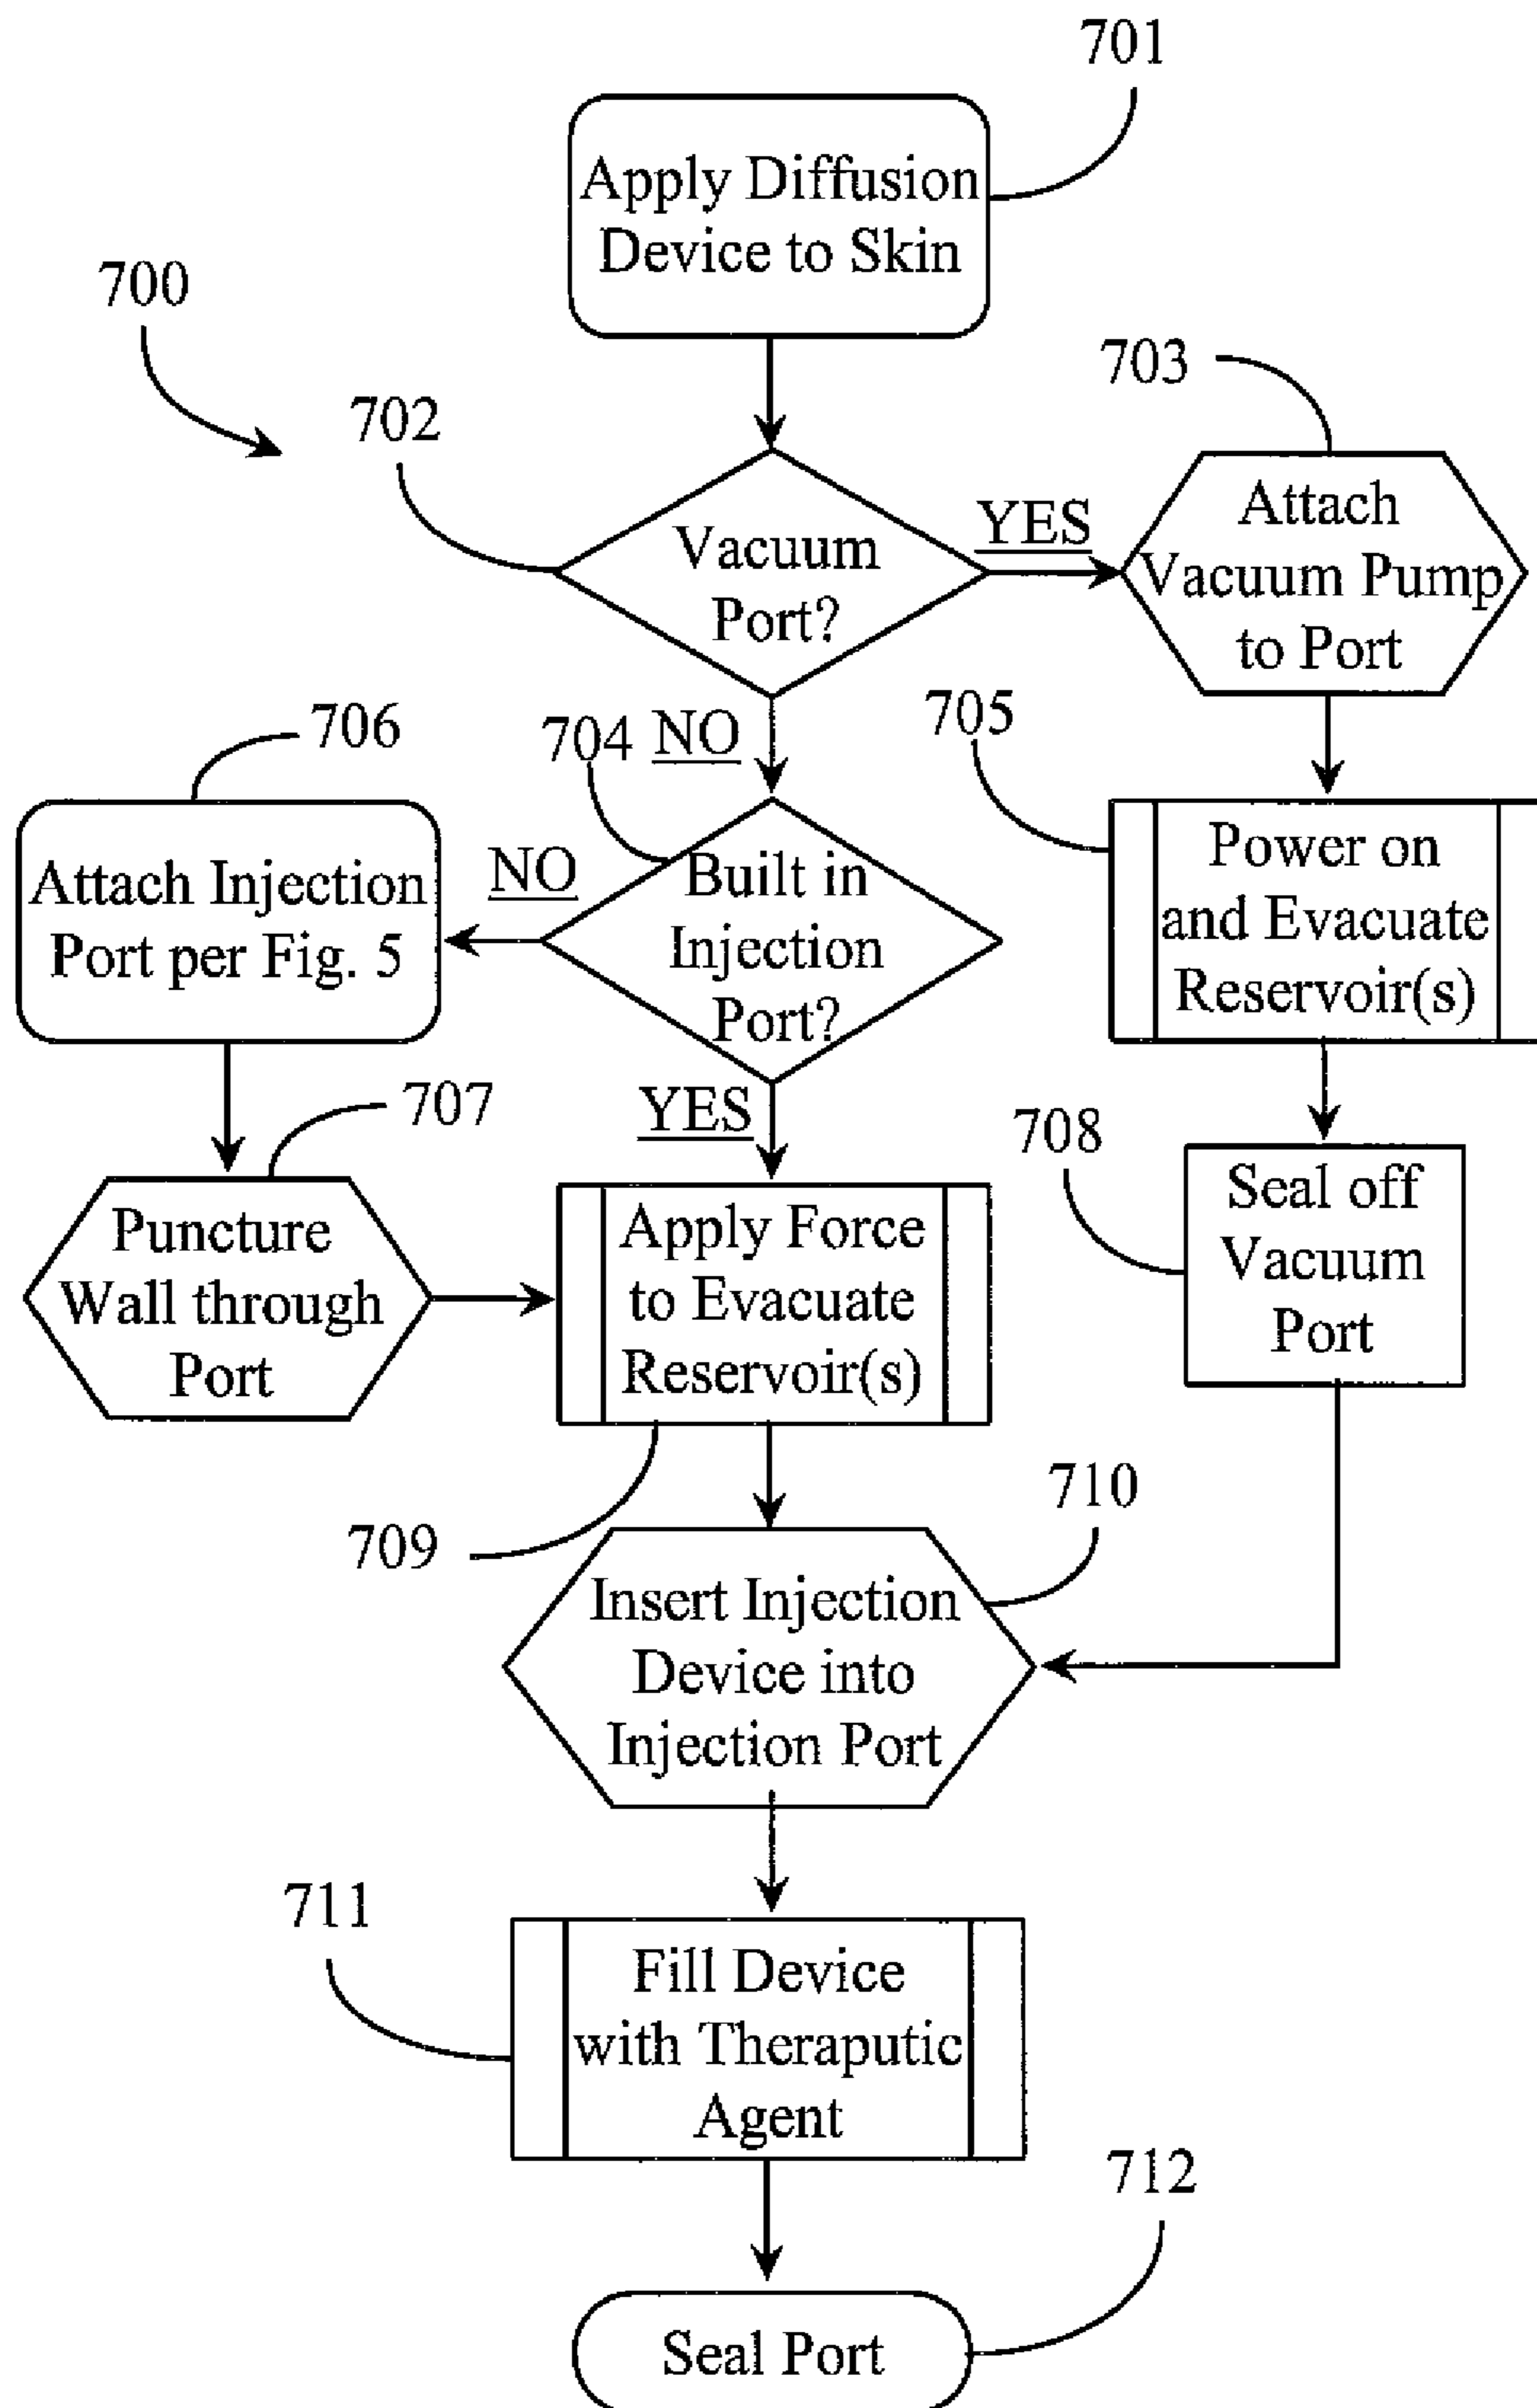 701
Apply Diffusion
Device to Skin
700
703
702
YES
Attach
Vacuum Pump
to Port
Vacuum
Port?
705
706
704
NO
Power on
and Evacuate
Reservoir(s)
Attach Injection
Port per Fig. 5
NO
Built in
Injection
Port?
707
YES
708
Seal off
Vacuum
Port
Puncture
Wall through
Port
Apply Force
to Evacuate
Reservoir(s)
709
710
Insert Injection
Device into
Injection Port
711
Fill Device
with Theraputic
Agent
712
Seal Port